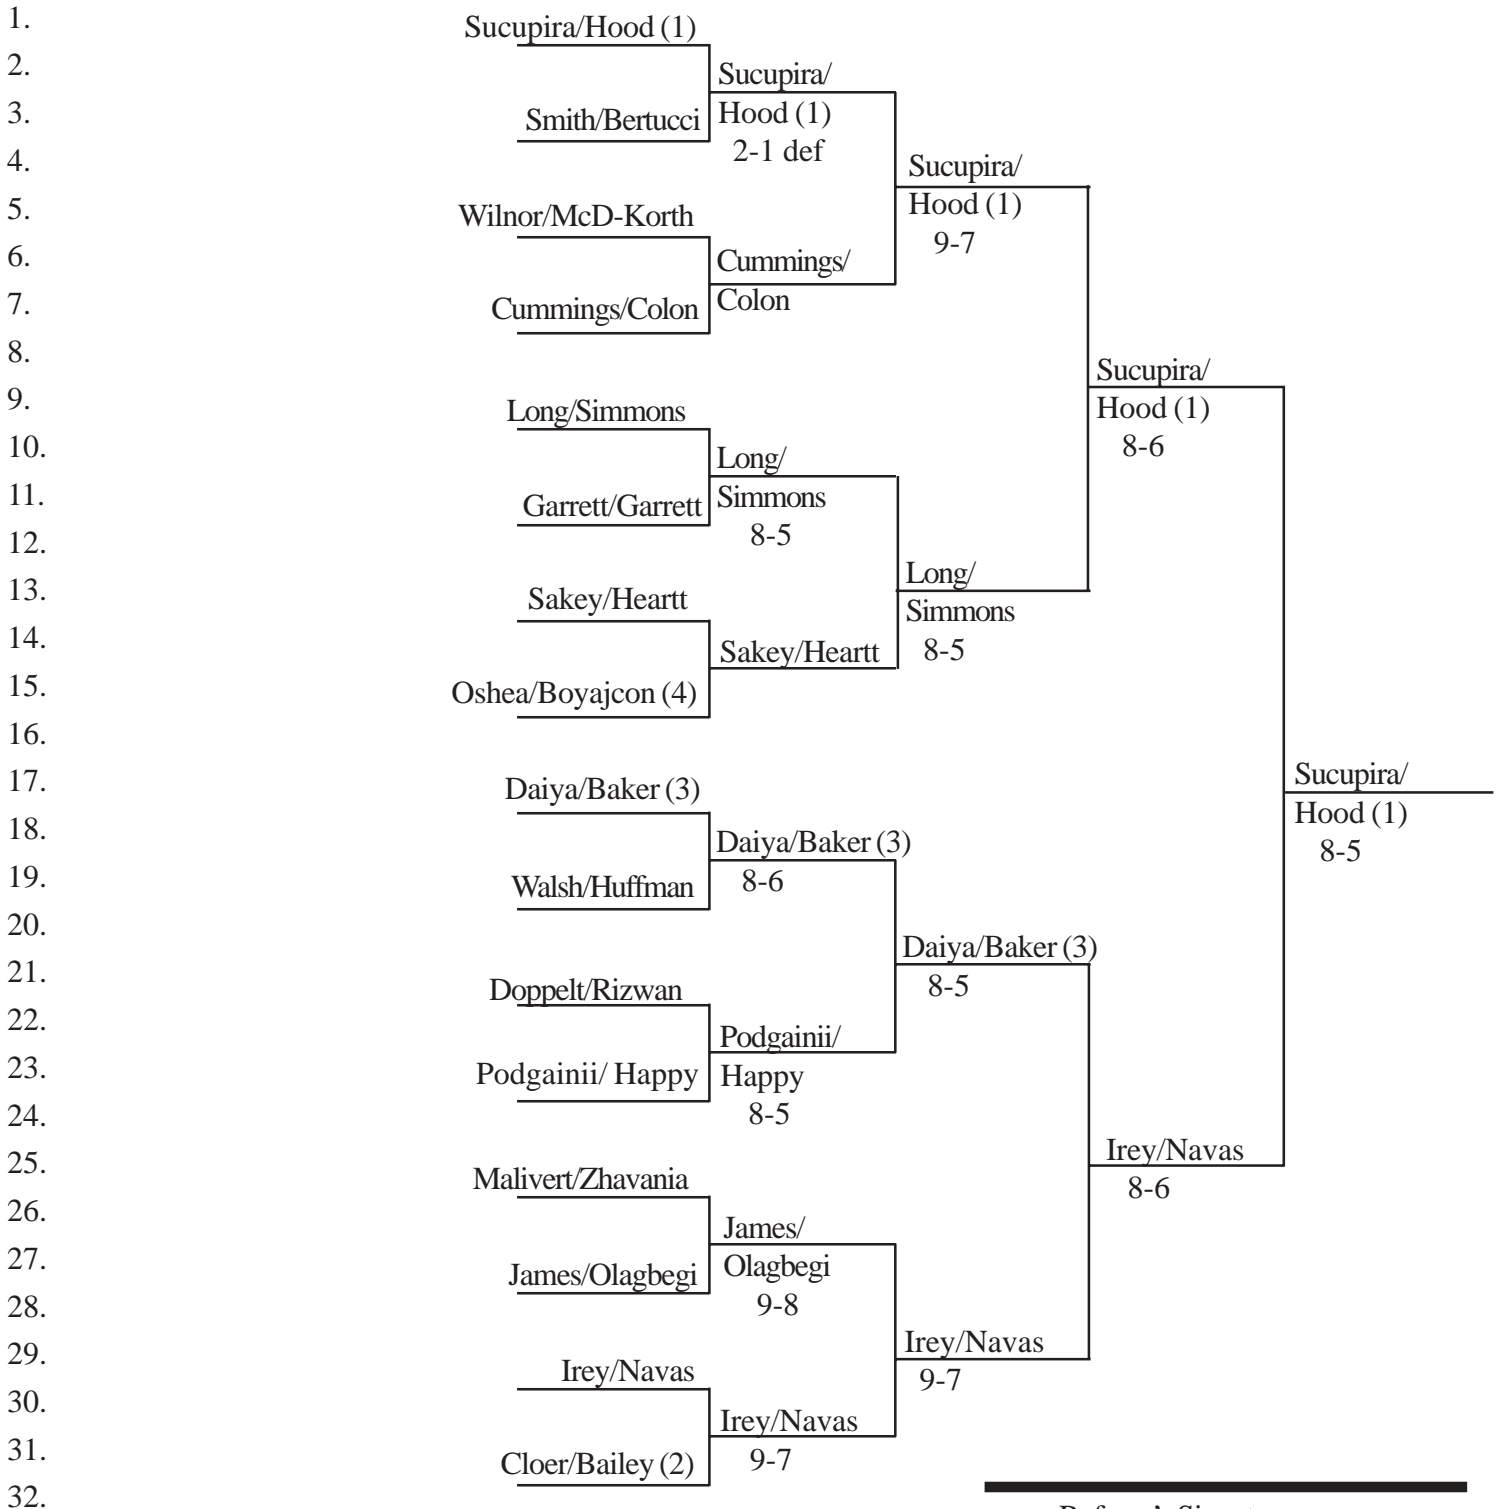 1.
2.
3.
4.
5.
6.
7.
8.
9.
10.
11.
12.
13.
14.
15.
16.
17.
18.
19.
20.
21.
22.
23.
24.
25.
26.
27.
28.
29.
30.
31.
32.
Sucupira/Hood (1)
Smith/Bertucci
Wilnor/McD-Korth
Cummings/Colon
Long/Simmons
Garrett/Garrett
Sakey/Heartt
Oshea/Boyajcon (4)
Daiya/Baker (3)
Walsh/Huffman
Doppelt/Rizwan
Podgainii/ Happy
Malivert/Zhavania
James/Olagbegi
Irey/Navas
Cloer/Bailey (2)
Sucupira/
Hood (1)
2-1 def
Cummings/
Colon
Long/
Simmons
8-5
Sakey/Heartt
Daiya/Baker (3)
8-6
Podgainii/
Happy
8-5
James/
Olagbegi
9-8
Irey/Navas
9-7
Sucupira/
Hood (1)
9-7
Long/
Simmons
8-5
Daiya/Baker (3)
8-5
Irey/Navas
9-7
Sucupira/
Hood (1)
8-6
Irey/Navas
8-6
Sucupira/
Hood (1)
8-5